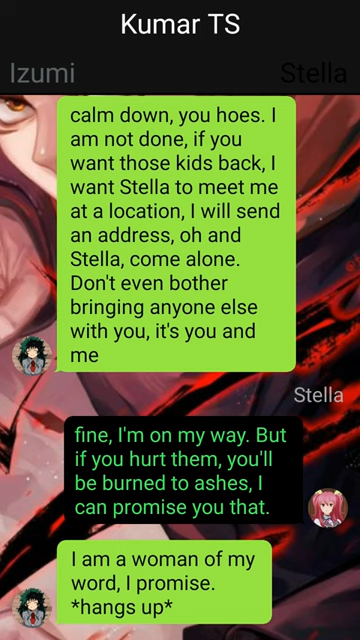 Kumar TS
Izumi
Stella
calm down, you hoes. I
am not done, if you
want those kids back, I
want Stella to meet me
at a location, I will send
an address, oh and
Stella, come alone.
Don't even bother
bringing anyone else
with you, it's you and
me
Stella
fine, I'm on my way. But
if you hurt them, you'll
be burned to ashes, I
can promise you that.
I am a woman of my
word, I promise.
*hangs up*